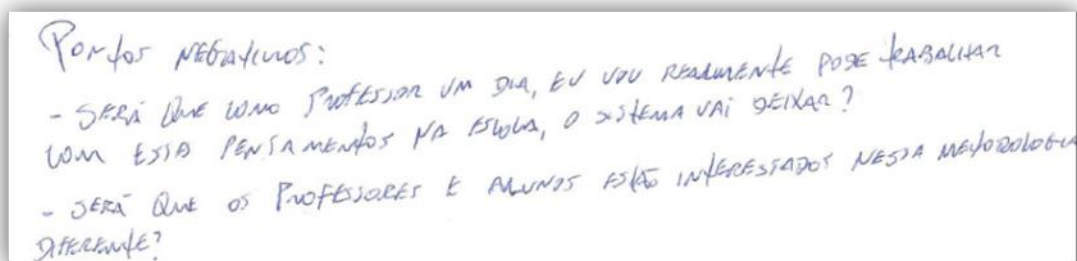 Pontos negativos:
- SERÁ QUE COMO PROFESSOR UM DIA, EU VOU REALMENTE PODE TRABALHAR
COM ESTES PENSAMENTOS NA ESCOLA, O SISTEMA VAI DEIXAR?
- SERÁ QUE OS PROFESSORES E ALUNOS ESTÃO INTERESSADOS NESTA METODOLOGIA
DIFERENTE?